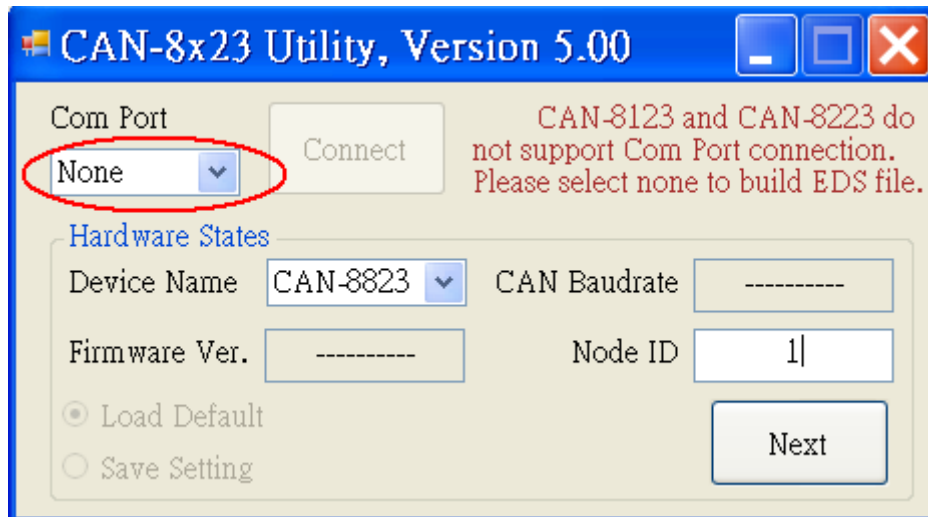 CAN-8x23 Utility, Version 5.00
Com Port
None
Connect
CAN-8123 and CAN-8223 do
not support Com Port connection.
Please select none to build EDS file.
Hardware States
Device Name
CAN-8823
CAN Baudrate
----------
Firmware Ver.
----------
Node ID
1
Load Default
Save Setting
Next